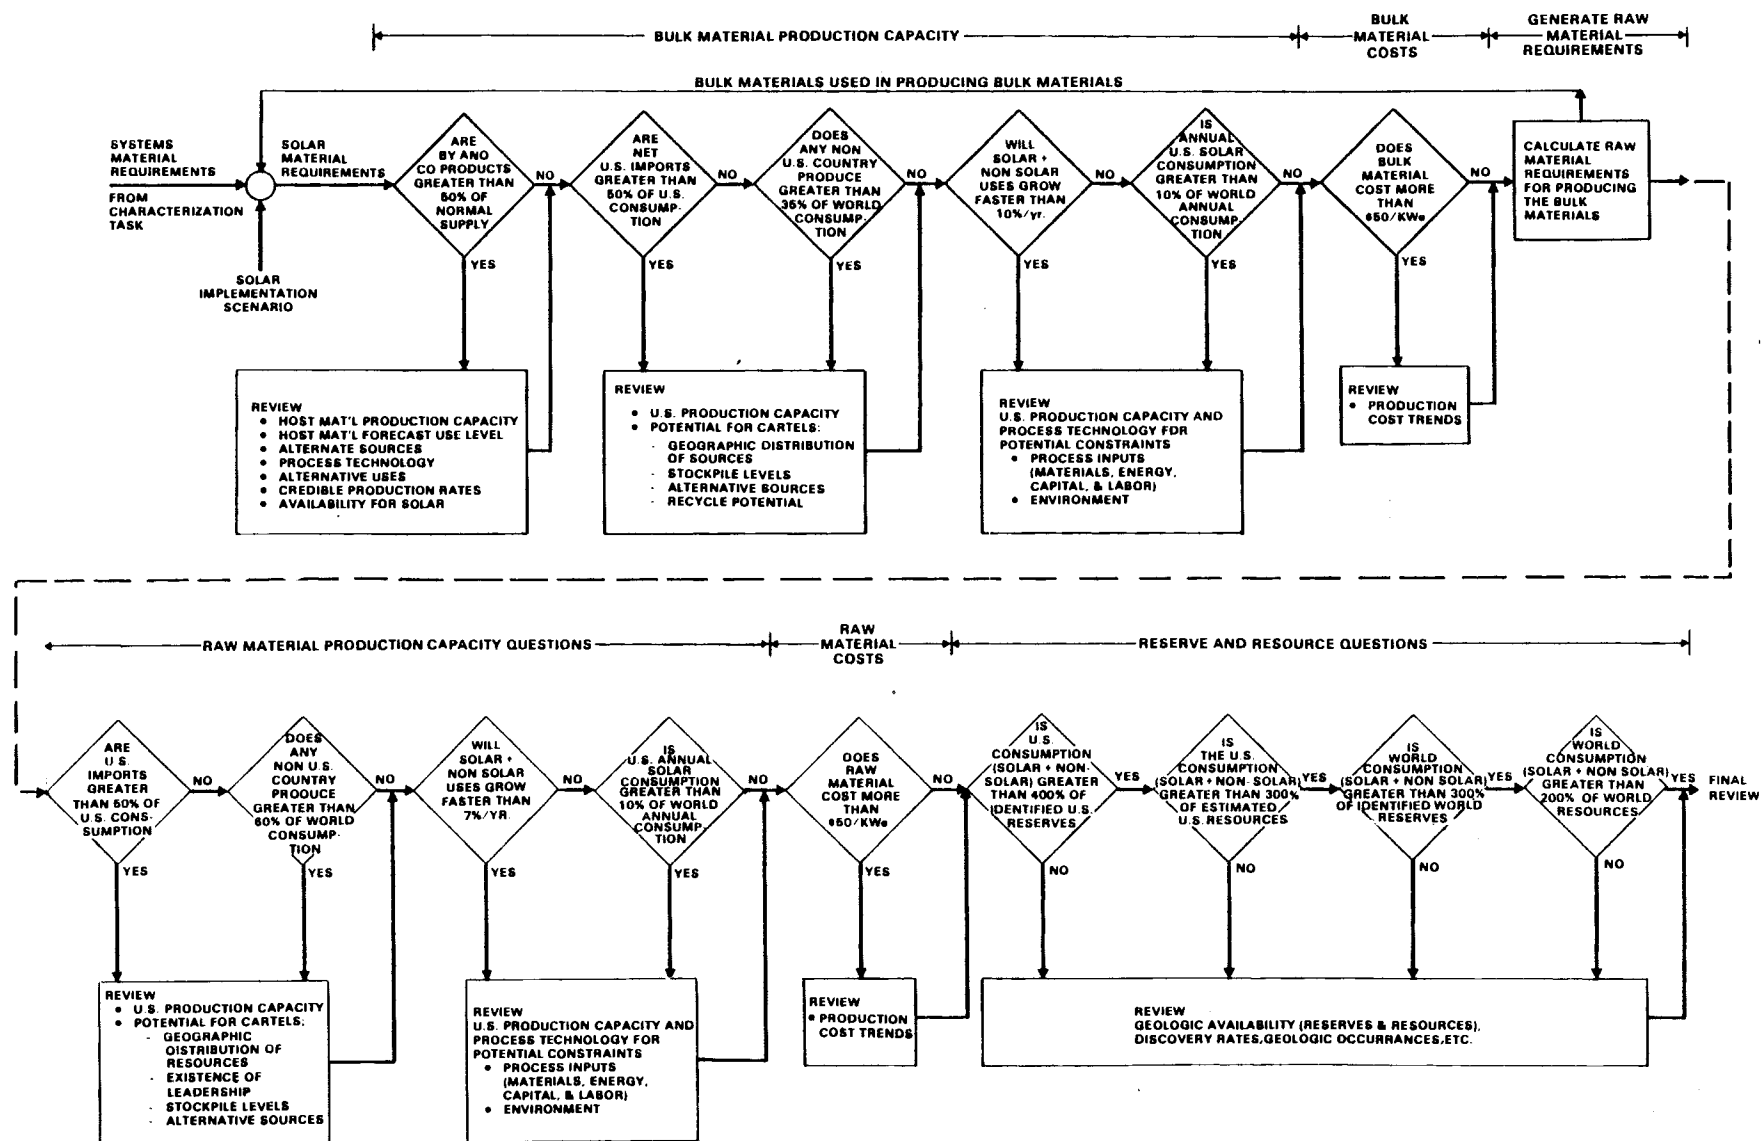 BULK MATERIAL PRODUCTION CAPACITY
BULK
MATERIAL
COSTS
GENERATE RAW
MATERIAL
REQUIREMENTS
BULK MATERIALS USED IN PRODUCING BULK MATERIALS
SYSTEMS
MATERIAL
REQUIREMENTS
FROM
CHARACTERIZATION
TASK
SOLAR
MATERIAL
REQUIREMENTS
SOLAR
IMPLEMENTATION
SCENARIO
ARE
BY AND
CO PRODUCTS
GREATER THAN
50% OF
NORMAL
SUPPLY
NO
YES
ARE
NET
U.S. IMPORTS
GREATER THAN
50% OF U.S.
CONSUMP-
TION
NO
YES
DOES
ANY NON
U.S. COUNTRY
PRODUCE
GREATER THAN
35% OF WORLD
CONSUMP-
TION
NO
YES
WILL
SOLAR +
NON SOLAR
USES GROW
FASTER THAN
10%/yr.
NO
YES
IS
ANNUAL
U.S. SOLAR
CONSUMPTION
GREATER THAN
10% OF WORLD
ANNUAL
CONSUMP-
TION
NO
YES
DOES
BULK
MATERIAL
COST MORE
THAN
$50/KWe
NO
YES
CALCULATE RAW
MATERIAL
REQUIREMENTS
FOR PRODUCING
THE BULK
MATERIALS
REVIEW
● HOST MAT'L PRODUCTION CAPACITY
● HOST MAT'L FORECAST USE LEVEL
● ALTERNATE SOURCES
● PROCESS TECHNOLOGY
● ALTERNATIVE USES
● CREDIBLE PRODUCTION RATES
● AVAILABILITY FOR SOLAR
REVIEW
● U.S. PRODUCTION CAPACITY
● POTENTIAL FOR CARTELS:
- GEOGRAPHIC DISTRIBUTION
OF SOURCES
- STOCKPILE LEVELS
- ALTERNATIVE SOURCES
- RECYCLE POTENTIAL
REVIEW
U.S. PRODUCTION CAPACITY AND
PROCESS TECHNOLOGY FOR
POTENTIAL CONSTRAINTS
● PROCESS INPUTS
(MATERIALS, ENERGY,
CAPITAL, & LABOR)
● ENVIRONMENT
REVIEW
● PRODUCTION
COST TRENDS
RAW MATERIAL PRODUCTION CAPACITY QUESTIONS
RAW
MATERIAL
COSTS
RESERVE AND RESOURCE QUESTIONS
ARE
U.S.
IMPORTS
GREATER
THAN 50% OF
U.S. CONS-
SUMPTION
NO
YES
DOES
ANY
NON U.S.
COUNTRY
PRODUCE
GREATER THAN
60% OF WORLD
CONSUMP-
TION
NO
YES
WILL
SOLAR +
NON SOLAR
USES GROW
FASTER THAN
7%/YR.
NO
YES
IS
U.S. ANNUAL
SOLAR
CONSUMPTION
GREATER THAN
10% OF WORLD
ANNUAL
CONSUMP-
TION
NO
YES
DOES
RAW
MATERIAL
COST MORE
THAN
$50/KWe
NO
YES
IS
U.S.
CONSUMPTION
(SOLAR + NON-
SOLAR) GREATER
THAN 400% OF
IDENTIFIED U.S.
RESERVES
YES
NO
IS
THE U.S.
CONSUMPTION
(SOLAR + NON-SOLAR)
GREATER THAN 300%
OF ESTIMATED
U.S. RESOURCES
YES
NO
IS
WORLD
CONSUMPTION
(SOLAR + NON SOLAR)
GREATER THAN 300%
OF IDENTIFIED WORLD
RESERVES
YES
NO
IS
WORLD
CONSUMPTION
(SOLAR + NON SOLAR)
GREATER THAN
200% OF WORLD
RESOURCES
YES
NO
FINAL
REVIEW
REVIEW
● U.S. PRODUCTION CAPACITY
● POTENTIAL FOR CARTELS:
- GEOGRAPHIC
DISTRIBUTION OF
RESOURCES
- EXISTENCE OF
LEADERSHIP
- STOCKPILE LEVELS
- ALTERNATIVE SOURCES
REVIEW
U.S. PRODUCTION CAPACITY AND
PROCESS TECHNOLOGY FOR
POTENTIAL CONSTRAINTS
● PROCESS INPUTS
(MATERIALS, ENERGY,
CAPITAL, & LABOR)
● ENVIRONMENT
REVIEW
● PRODUCTION
COST TRENDS
REVIEW
GEOLOGIC AVAILABILITY (RESERVES & RESOURCES),
DISCOVERY RATES, GEOLOGIC OCCURRANCES, ETC.